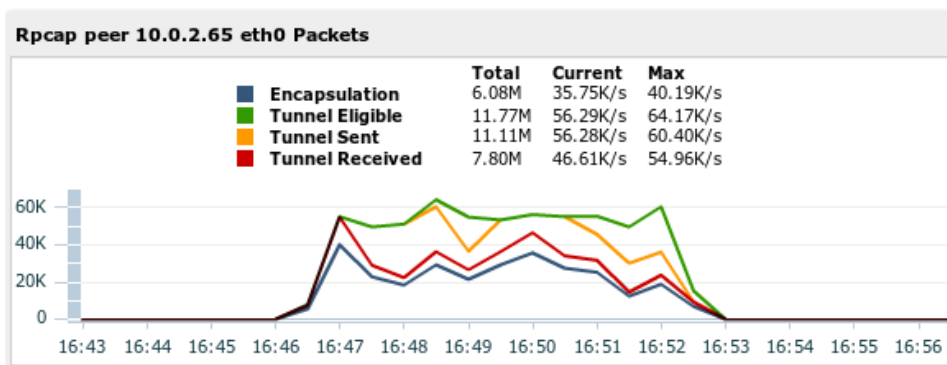 Rpcap peer 10.0.2.65 eth0 Packets
Total Current Max
Encapsulation 6.08M 35.75K/s 40.19K/s
Tunnel Eligible 11.77M 56.29K/s 64.17K/s
Tunnel Sent 11.11M 56.28K/s 60.40K/s
Tunnel Received 7.80M 46.61K/s 54.96K/s
60K
40K
20K
0
16:43 16:44 16:45 16:46 16:47 16:48 16:49 16:50 16:51 16:52 16:53 16:54 16:55 16:56